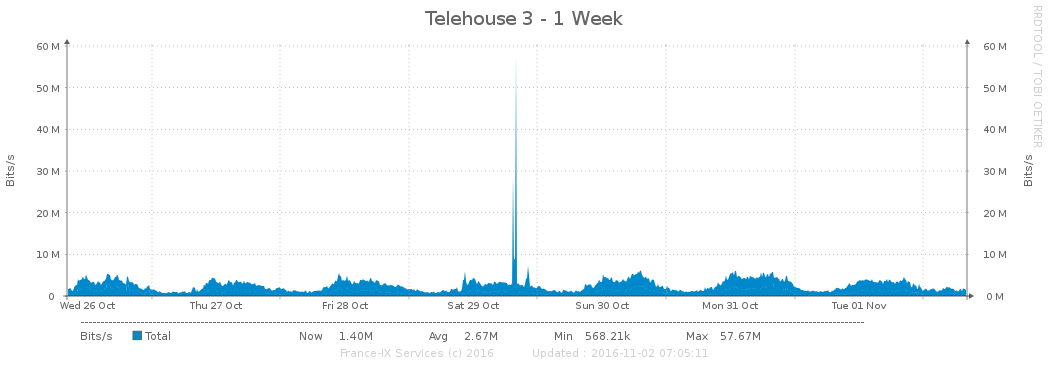 Telehouse 3 - 1 Week
RRDTOOL / TOBI OETIKER
60 M 60 M
50 M 50 M
40 M 40 M
30 M 30 M
20 M 20 M
10 M 10 M
0 0 M
Bits/s
Bits/s
Wed 26 Oct Thu 27 Oct Fri 28 Oct Sat 29 Oct Sun 30 Oct Mon 31 Oct Tue 01 Nov
Bits/s Total Now 1.40M Avg 2.67M Min 568.21k Max 57.67M
France-IX Services (c) 2016 Updated : 2016-11-02 07:05:11